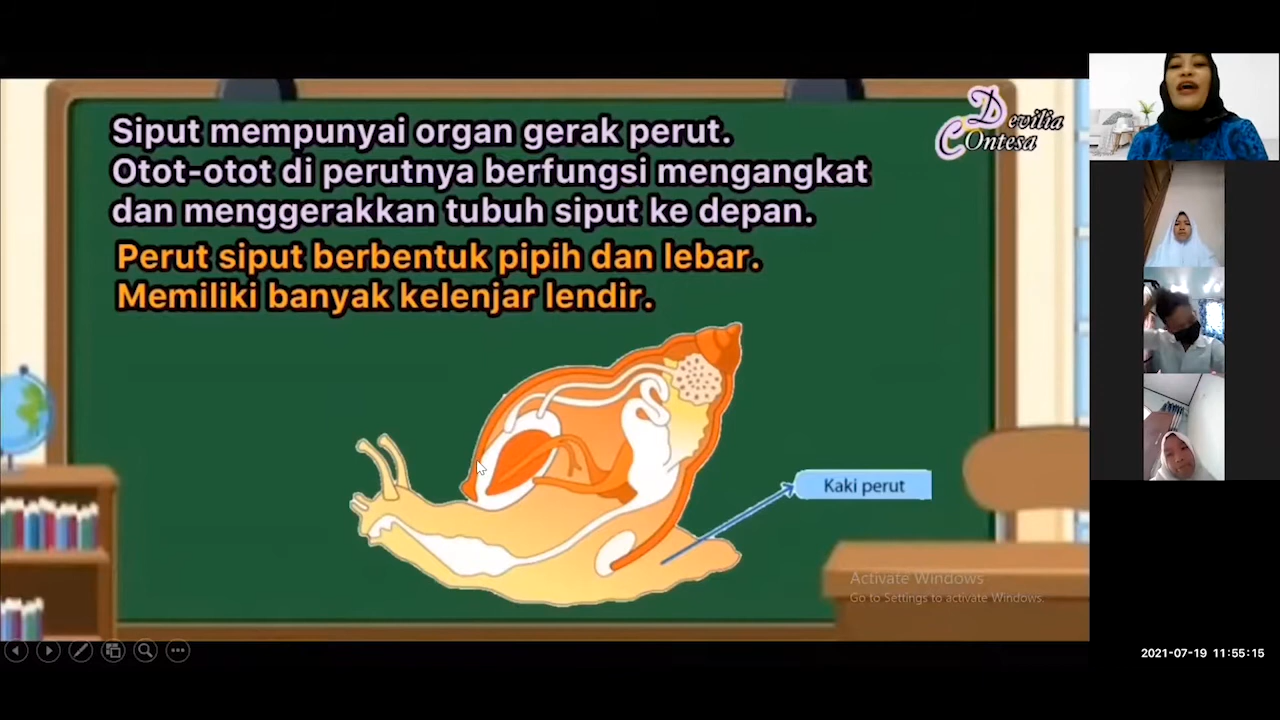 Siput mempunyai organ gerak perut.
Otot-otot di perutnya berfungsi mengangkat
dan menggerakkan tubuh siput ke depan.
Perut siput berbentuk pipih dan lebar.
Memiliki banyak kelenjar lendir.
Devilia
Contesa
Kaki perut
Activate Windows
Go to Settings to activate Windows.
2021-07-19 11:55:15